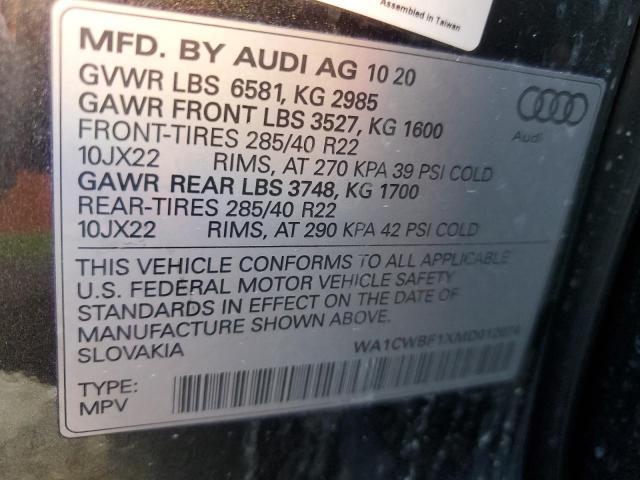 Assembled in Taiwan
MFD. BY AUDI AG 10 20
GVWR LBS 6581, KG 2985
GAWR FRONT LBS 3527, KG 1600
FRONT-TIRES 285/40 R22
10JX22 RIMS, AT 270 KPA 39 PSI COLD
GAWR REAR LBS 3748, KG 1700
REAR-TIRES 285/40 R22
10JX22 RIMS, AT 290 KPA 42 PSI COLD
Audi
THIS VEHICLE CONFORMS TO ALL APPLICABLE
U.S. FEDERAL MOTOR VEHICLE SAFETY
STANDARDS IN EFFECT ON THE DATE OF
MANUFACTURE SHOWN ABOVE.
SLOVAKIA
TYPE:
MPV